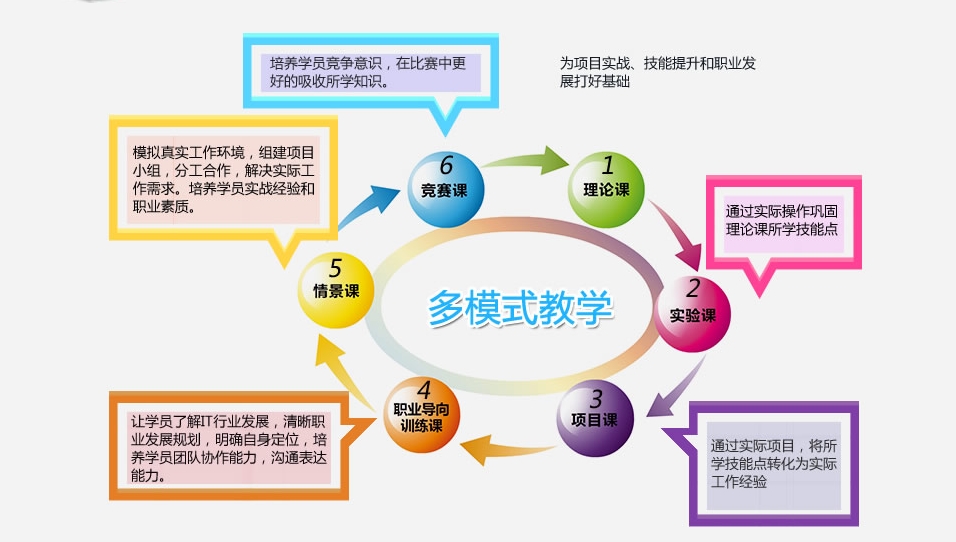 培养学员竞争意识，在比赛中更
好的吸收所学知识。
为项目实战、技能提升和职业发
展打好基础
模拟真实工作环境，组建项目
小组，分工合作，解决实际工
作需求。培养学员实战经验和
职业素质。
6
竞赛课
1
理论课
通过实际操作巩固
理论课所学技能点
5
情景课
2
实验课
多模式教学
4
职业导向
训练课
3
项目课
让学员了解IT行业发展，清晰职
业发展规划，明确自身定位，培
养学员团队协作能力，沟通表达
能力。
通过实际项目，将所
学技能点转化为实际
工作经验